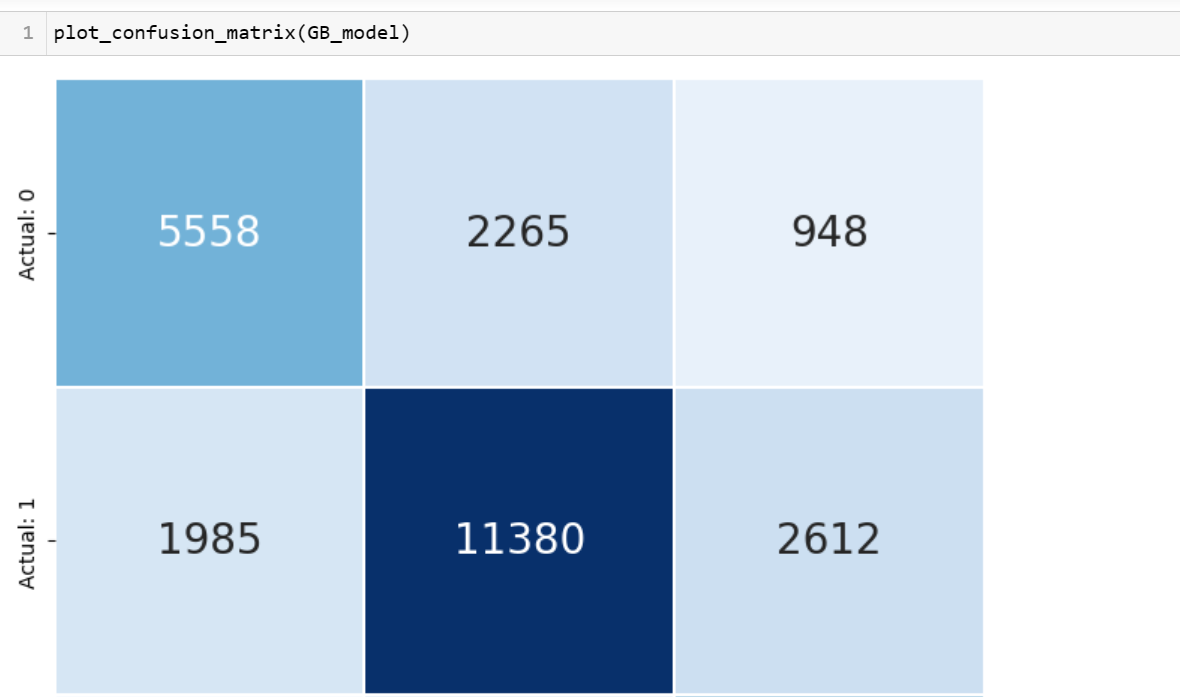 1 plot_confusion_matrix(GB_model)
Actual: 0
5558 2265 948
Actual: 1
1985 11380 2612